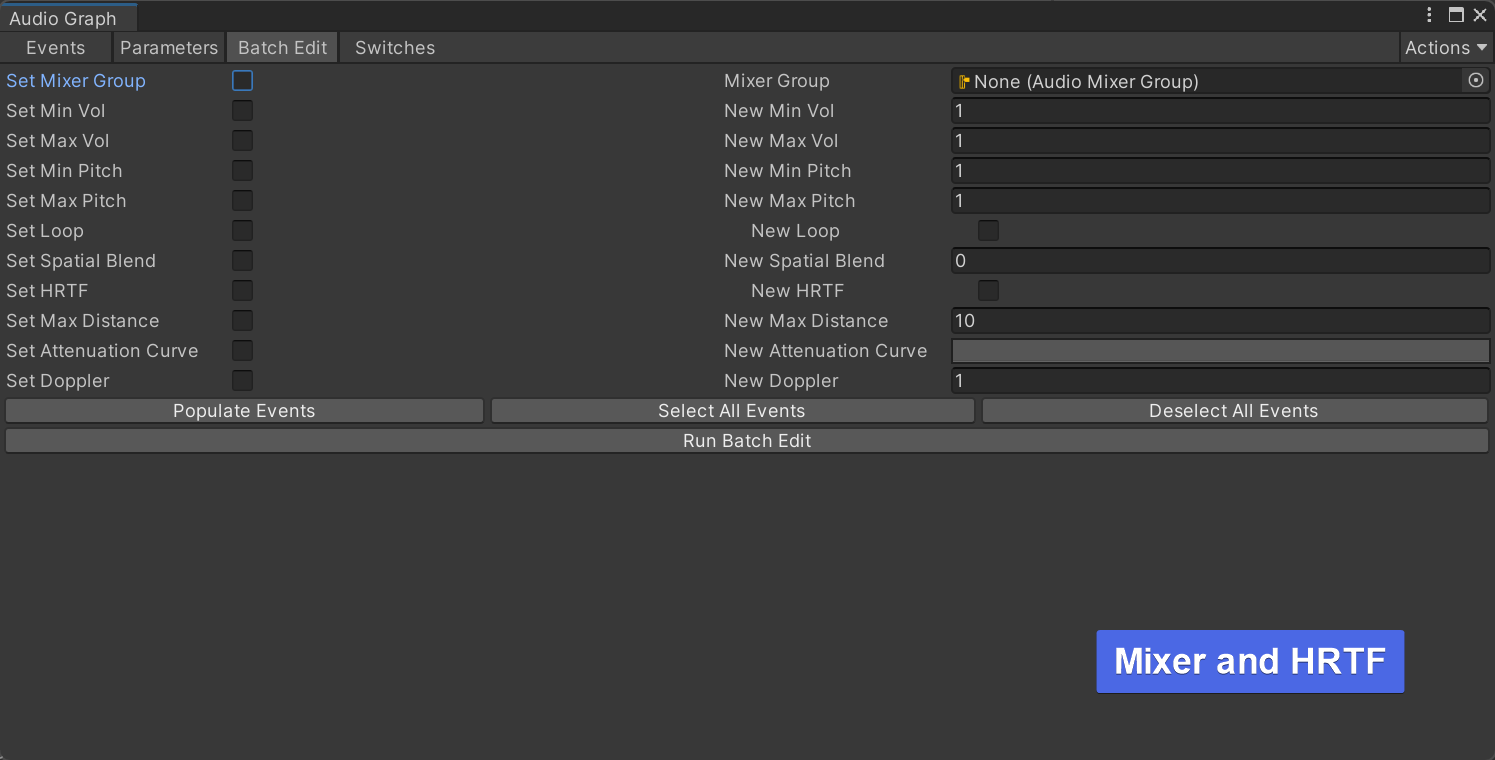 Audio Graph
Events Parameters Batch Edit Switches Actions
Set Mixer Group Mixer Group None (Audio Mixer Group)
Set Min Vol New Min Vol 1
Set Max Vol New Max Vol 1
Set Min Pitch New Min Pitch 1
Set Max Pitch New Max Pitch 1
Set Loop New Loop
Set Spatial Blend New Spatial Blend 0
Set HRTF New HRTF
Set Max Distance New Max Distance 10
Set Attenuation Curve New Attenuation Curve
Set Doppler New Doppler 1
Populate Events Select All Events Deselect All Events
Run Batch Edit
Mixer and HRTF